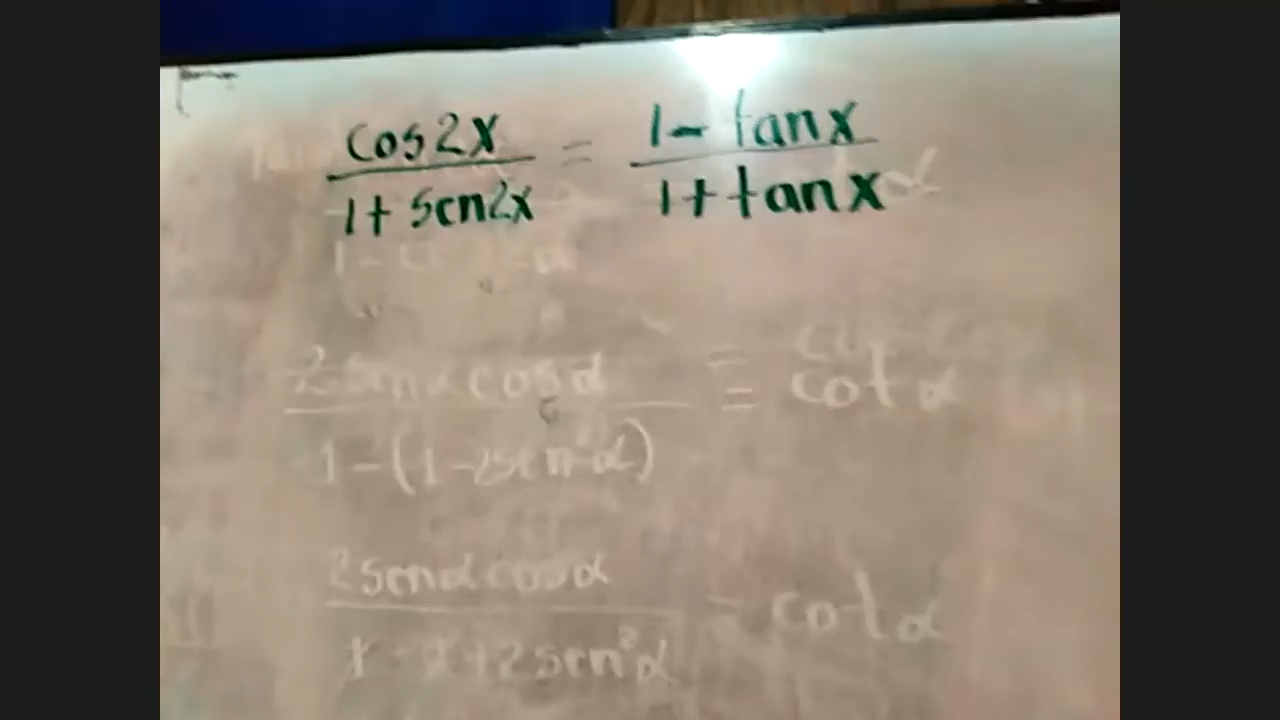 cos2x / 1+sen2x = 1-tanx / 1+tanx
2senαcosα / 1-(1-2sen²α) = cotα
2senαcosα / 1-1+2sen²α = cotα